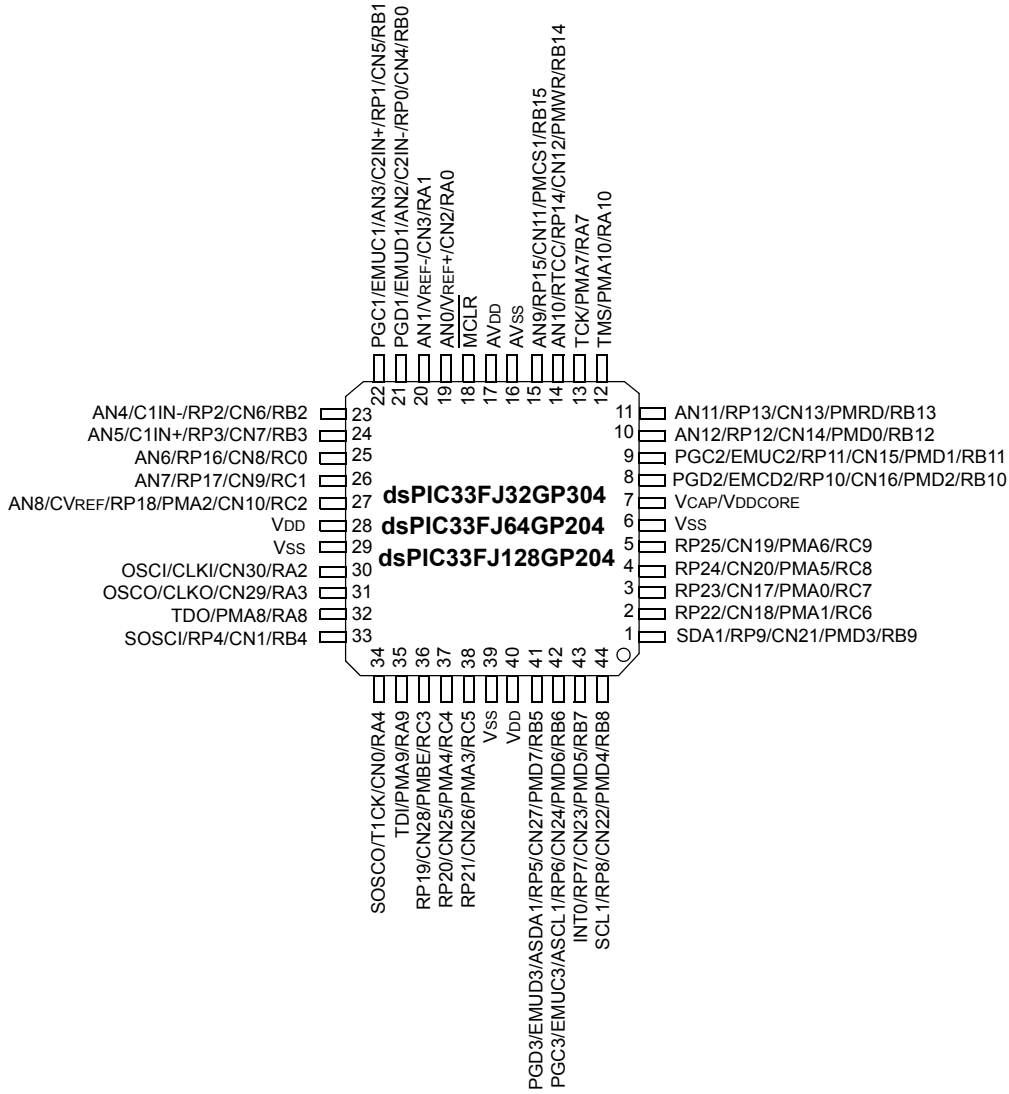 PGC1/EMUC1/AN3/C2IN+/RP1/CN5/RB1
PGD1/EMUD1/AN2/C2IN-/RP0/CN4/RB0
AN1/VREF-/CN3/RA1
AN0/VREF+/CN2/RA0
MCLR
AVDD
AVSS
AN9/RP15/CN11/PMCS1/RB15
AN10/RTCC/RP14/CN12/PMWR/RB14
TCK/PMA7/RA7
TMS/PMA10/RA10
22
21
20
19
18
17
16
15
14
13
12
AN4/C1IN-/RP2/CN6/RB2 23
AN5/C1IN+/RP3/CN7/RB3 24
AN6/RP16/CN8/RC0 25
AN7/RP17/CN9/RC1 26
AN8/CVREF/RP18/PMA2/CN10/RC2 27
VDD 28
VSS 29
OSCI/CLKI/CN30/RA2 30
OSCO/CLKO/CN29/RA3 31
TDO/PMA8/RA8 32
SOSCI/RP4/CN1/RB4 33
dsPIC33FJ32GP304
dsPIC33FJ64GP204
dsPIC33FJ128GP204
11 AN11/RP13/CN13/PMRD/RB13
10 AN12/RP12/CN14/PMD0/RB12
9 PGC2/EMUC2/RP11/CN15/PMD1/RB11
8 PGD2/EMCD2/RP10/CN16/PMD2/RB10
7 VCAP/VDDCORE
6 VSS
5 RP25/CN19/PMA6/RC9
4 RP24/CN20/PMA5/RC8
3 RP23/CN17/PMA0/RC7
2 RP22/CN18/PMA1/RC6
1 SDA1/RP9/CN21/PMD3/RB9
34
35
36
37
38
39
40
41
42
43
44
SOSCO/T1CK/CN0/RA4
TDI/PMA9/RA9
RP19/CN28/PMBE/RC3
RP20/CN25/PMA4/RC4
RP21/CN26/PMA3/RC5
VSS
VDD
PGD3/EMUD3/ASDA1/RP5/CN27/PMD7/RB5
PGC3/EMUC3/ASCL1/RP6/CN24/PMD6/RB6
INT0/RP7/CN23/PMD5/RB7
SCL1/RP8/CN22/PMD4/RB8